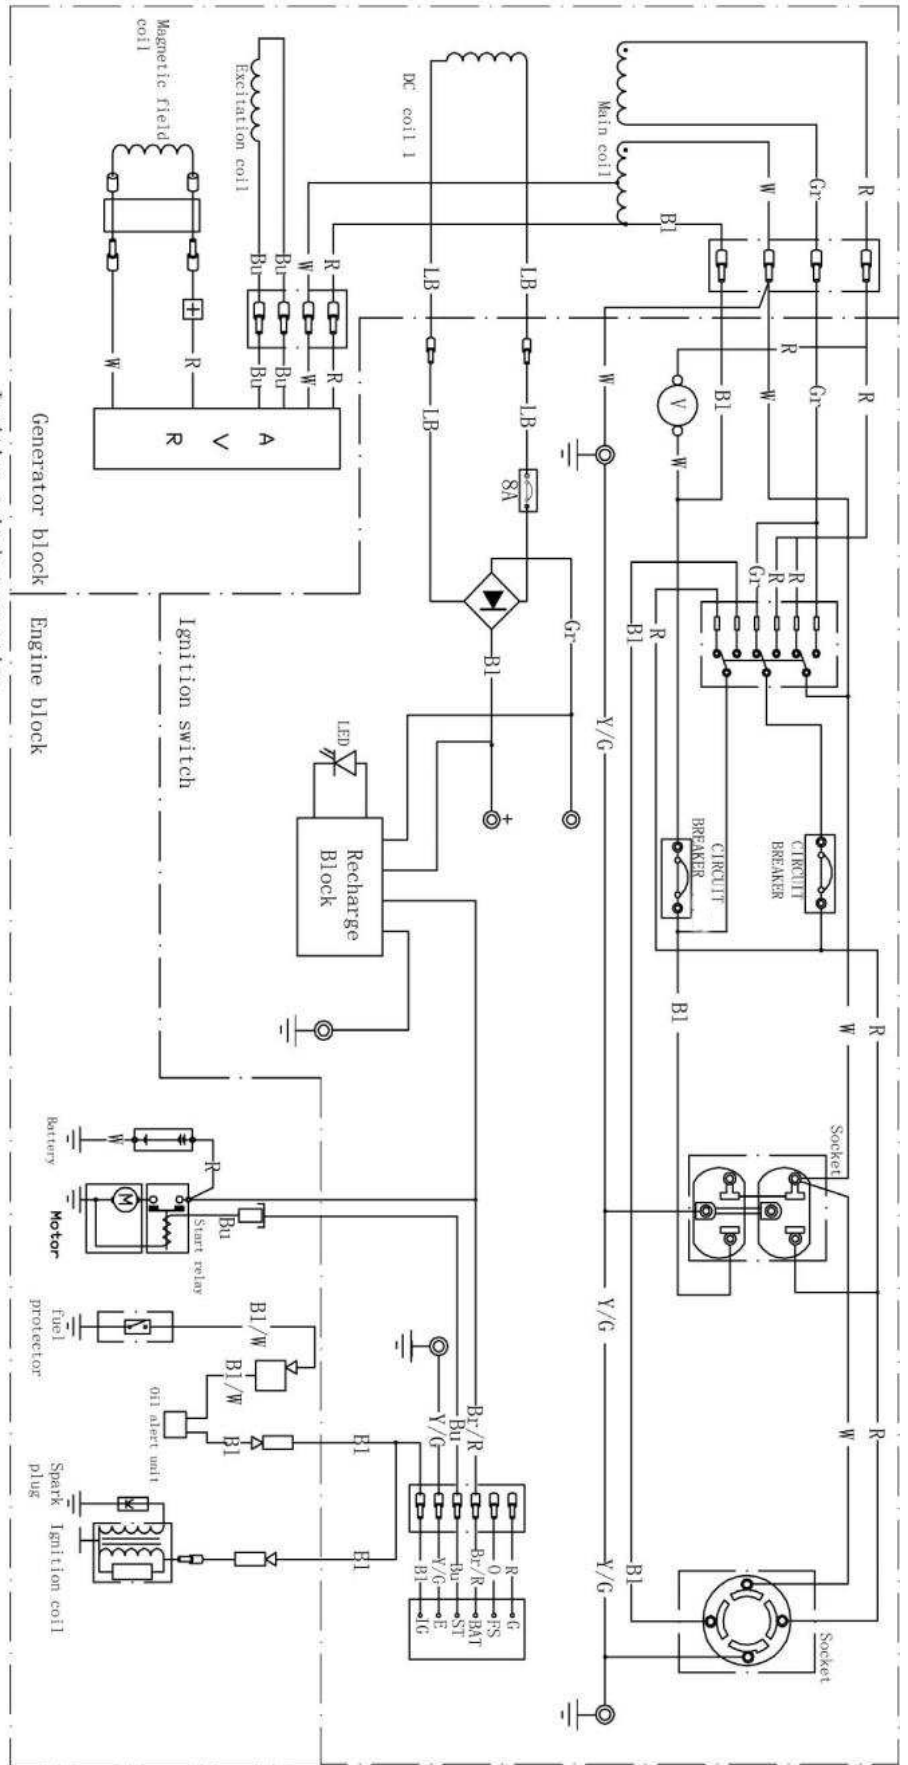 R R R R R
Gr Gr
W W W W
R
Bl Bl
V
W
Main coil
Gr R R
Bl R
CIRCUIT
BREAKER
CIRCUIT
BREAKER
Bl
Socket
Socket
W Y/G Y/G Y/G Bl
DC coil 1
LB LB
LB LB
8A
Gr
Bl
+
LED
Recharge
Block
Excitation coil
R R
W W
Bu Bu
Bu Bu
Magnetic field
coil
+
R
W
A
V
R
Generator block
Engine block
Ignition switch
Br/R
Bu
Y/G
Bl
Bl
R G
O FS
Br/R BAT
Bu ST
Y/G E
Bl IG
Battery
W
R
M
Motor
Start relay
Bu
fuel
protector
Bl/W
Bl/W
Oil alert unit
Bl
Spark
plug
Ignition coil